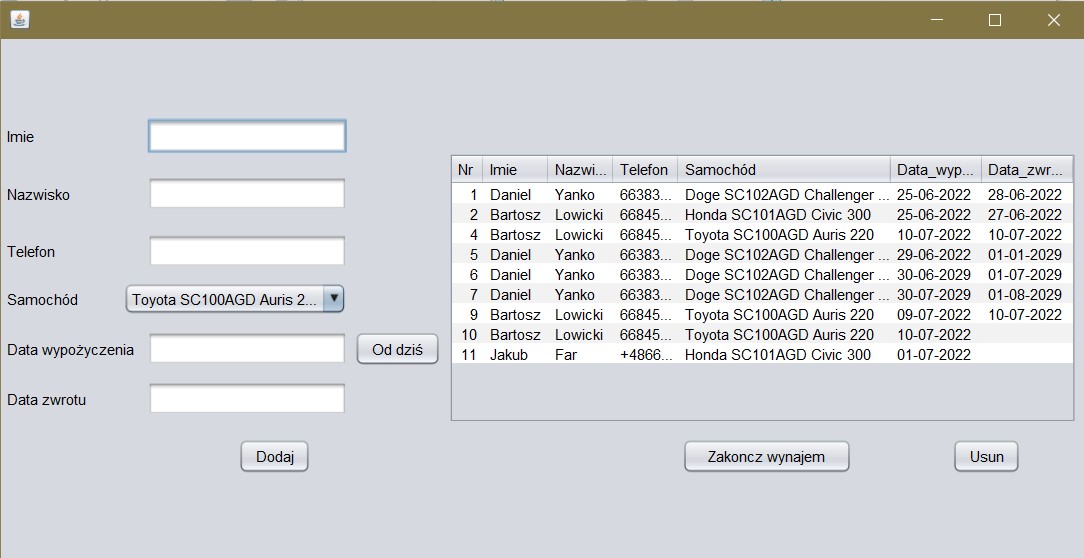 Imie
Nazwisko
Telefon
Samochód Toyota SC100AGD Auris 2...
Data wypożyczenia Od dziś
Data zwrotu
Dodaj
Nr Imie Nazwi... Telefon Samochód Data_wyp... Data_zwr...
1 Daniel Yanko 66383... Doge SC102AGD Challenger ... 25-06-2022 28-06-2022
2 Bartosz Lowicki 66845... Honda SC101AGD Civic 300 25-06-2022 27-06-2022
4 Bartosz Lowicki 66845... Toyota SC100AGD Auris 220 10-07-2022 10-07-2022
5 Daniel Yanko 66383... Doge SC102AGD Challenger ... 29-06-2022 01-01-2029
6 Daniel Yanko 66383... Doge SC102AGD Challenger ... 30-06-2029 01-07-2029
7 Daniel Yanko 66383... Doge SC102AGD Challenger ... 30-07-2029 01-08-2029
9 Bartosz Lowicki 66845... Toyota SC100AGD Auris 220 09-07-2022 10-07-2022
10 Bartosz Lowicki 66845... Toyota SC100AGD Auris 220 10-07-2022
11 Jakub Far +4866... Honda SC101AGD Civic 300 01-07-2022
Zakoncz wynajem Usun